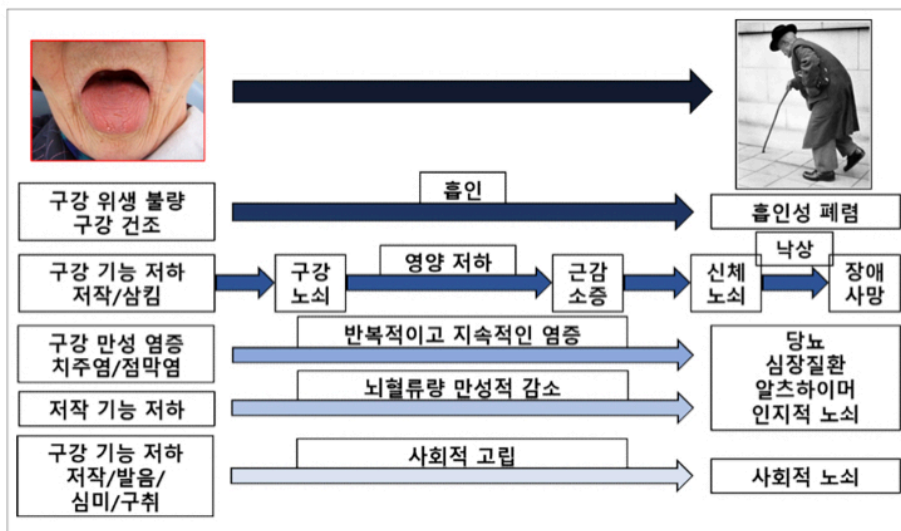 구강 위생 불량
구강 건조
흡인
흡인성 폐렴
구강 기능 저하
저작/삼킴
구강
노쇠
영양 저하
근감
소증
신체
노쇠
낙상
장애
사망
구강 만성 염증
치주염/점막염
반복적이고 지속적인 염증
저작 기능 저하
뇌혈류량 만성적 감소
당뇨
심장질환
알츠하이머
인지적 노쇠
구강 기능 저하
저작/발음/
심미/구취
사회적 고립
사회적 노쇠